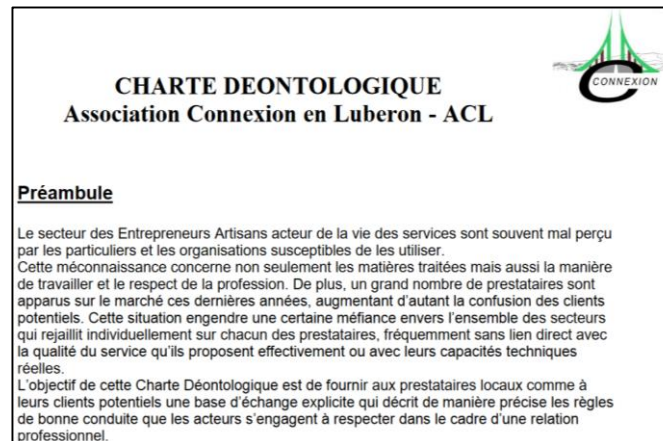 CONNEXION
CHARTE DEONTOLOGIQUE
Association Connexion en Luberon - ACL
Préambule
Le secteur des Entrepreneurs Artisans acteur de la vie des services sont souvent mal perçu
par les particuliers et les organisations susceptibles de les utiliser.
Cette méconnaissance concerne non seulement les matières traitées mais aussi la manière
de travailler et le respect de la profession. De plus, un grand nombre de prestataires sont
apparus sur le marché ces dernières années, augmentant d'autant la confusion des clients
potentiels. Cette situation engendre une certaine méfiance envers l'ensemble des secteurs
qui rejaillit individuellement sur chacun des prestataires, fréquemment sans lien direct avec
la qualité du service qu'ils proposent effectivement ou avec leurs capacités techniques
réelles.
L'objectif de cette Charte Déontologique est de fournir aux prestataires locaux comme à
leurs clients potentiels une base d'échange explicite qui décrit de manière précise les règles
de bonne conduite que les acteurs s'engagent à respecter dans le cadre d'une relation
professionnel.